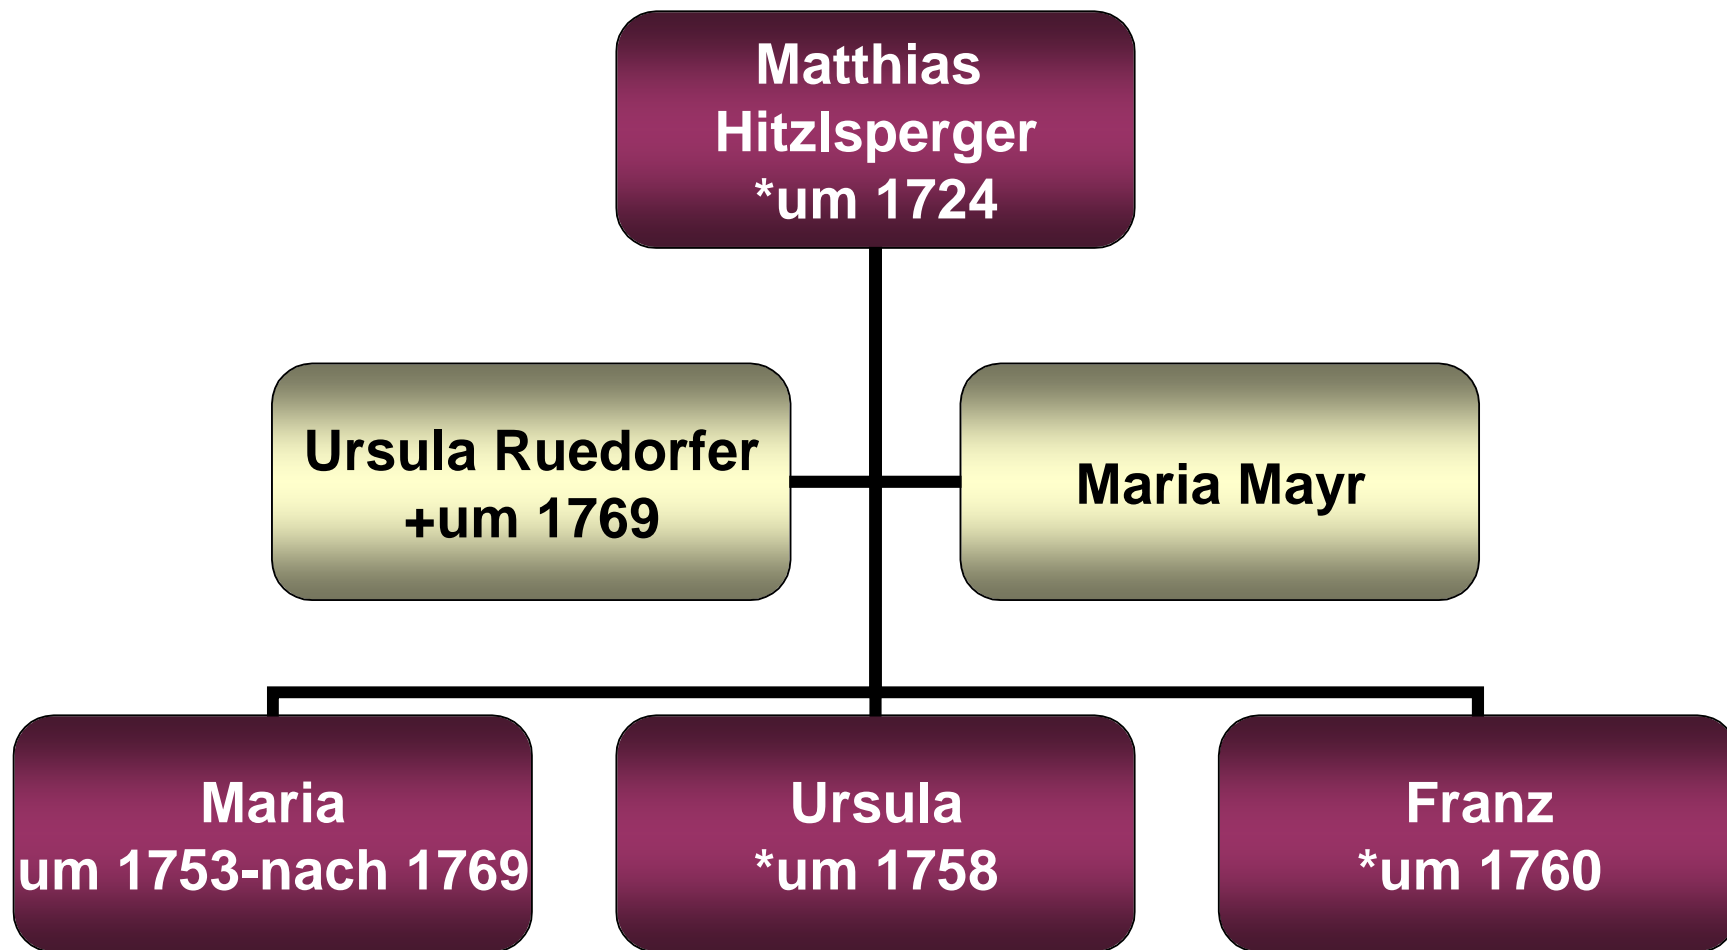 Matthias
Hitzlsperger
*um 1724
Ursula Ruedorfer
+um 1769
Maria Mayr
Maria
um 1753-nach 1769
Ursula
*um 1758
Franz
*um 1760